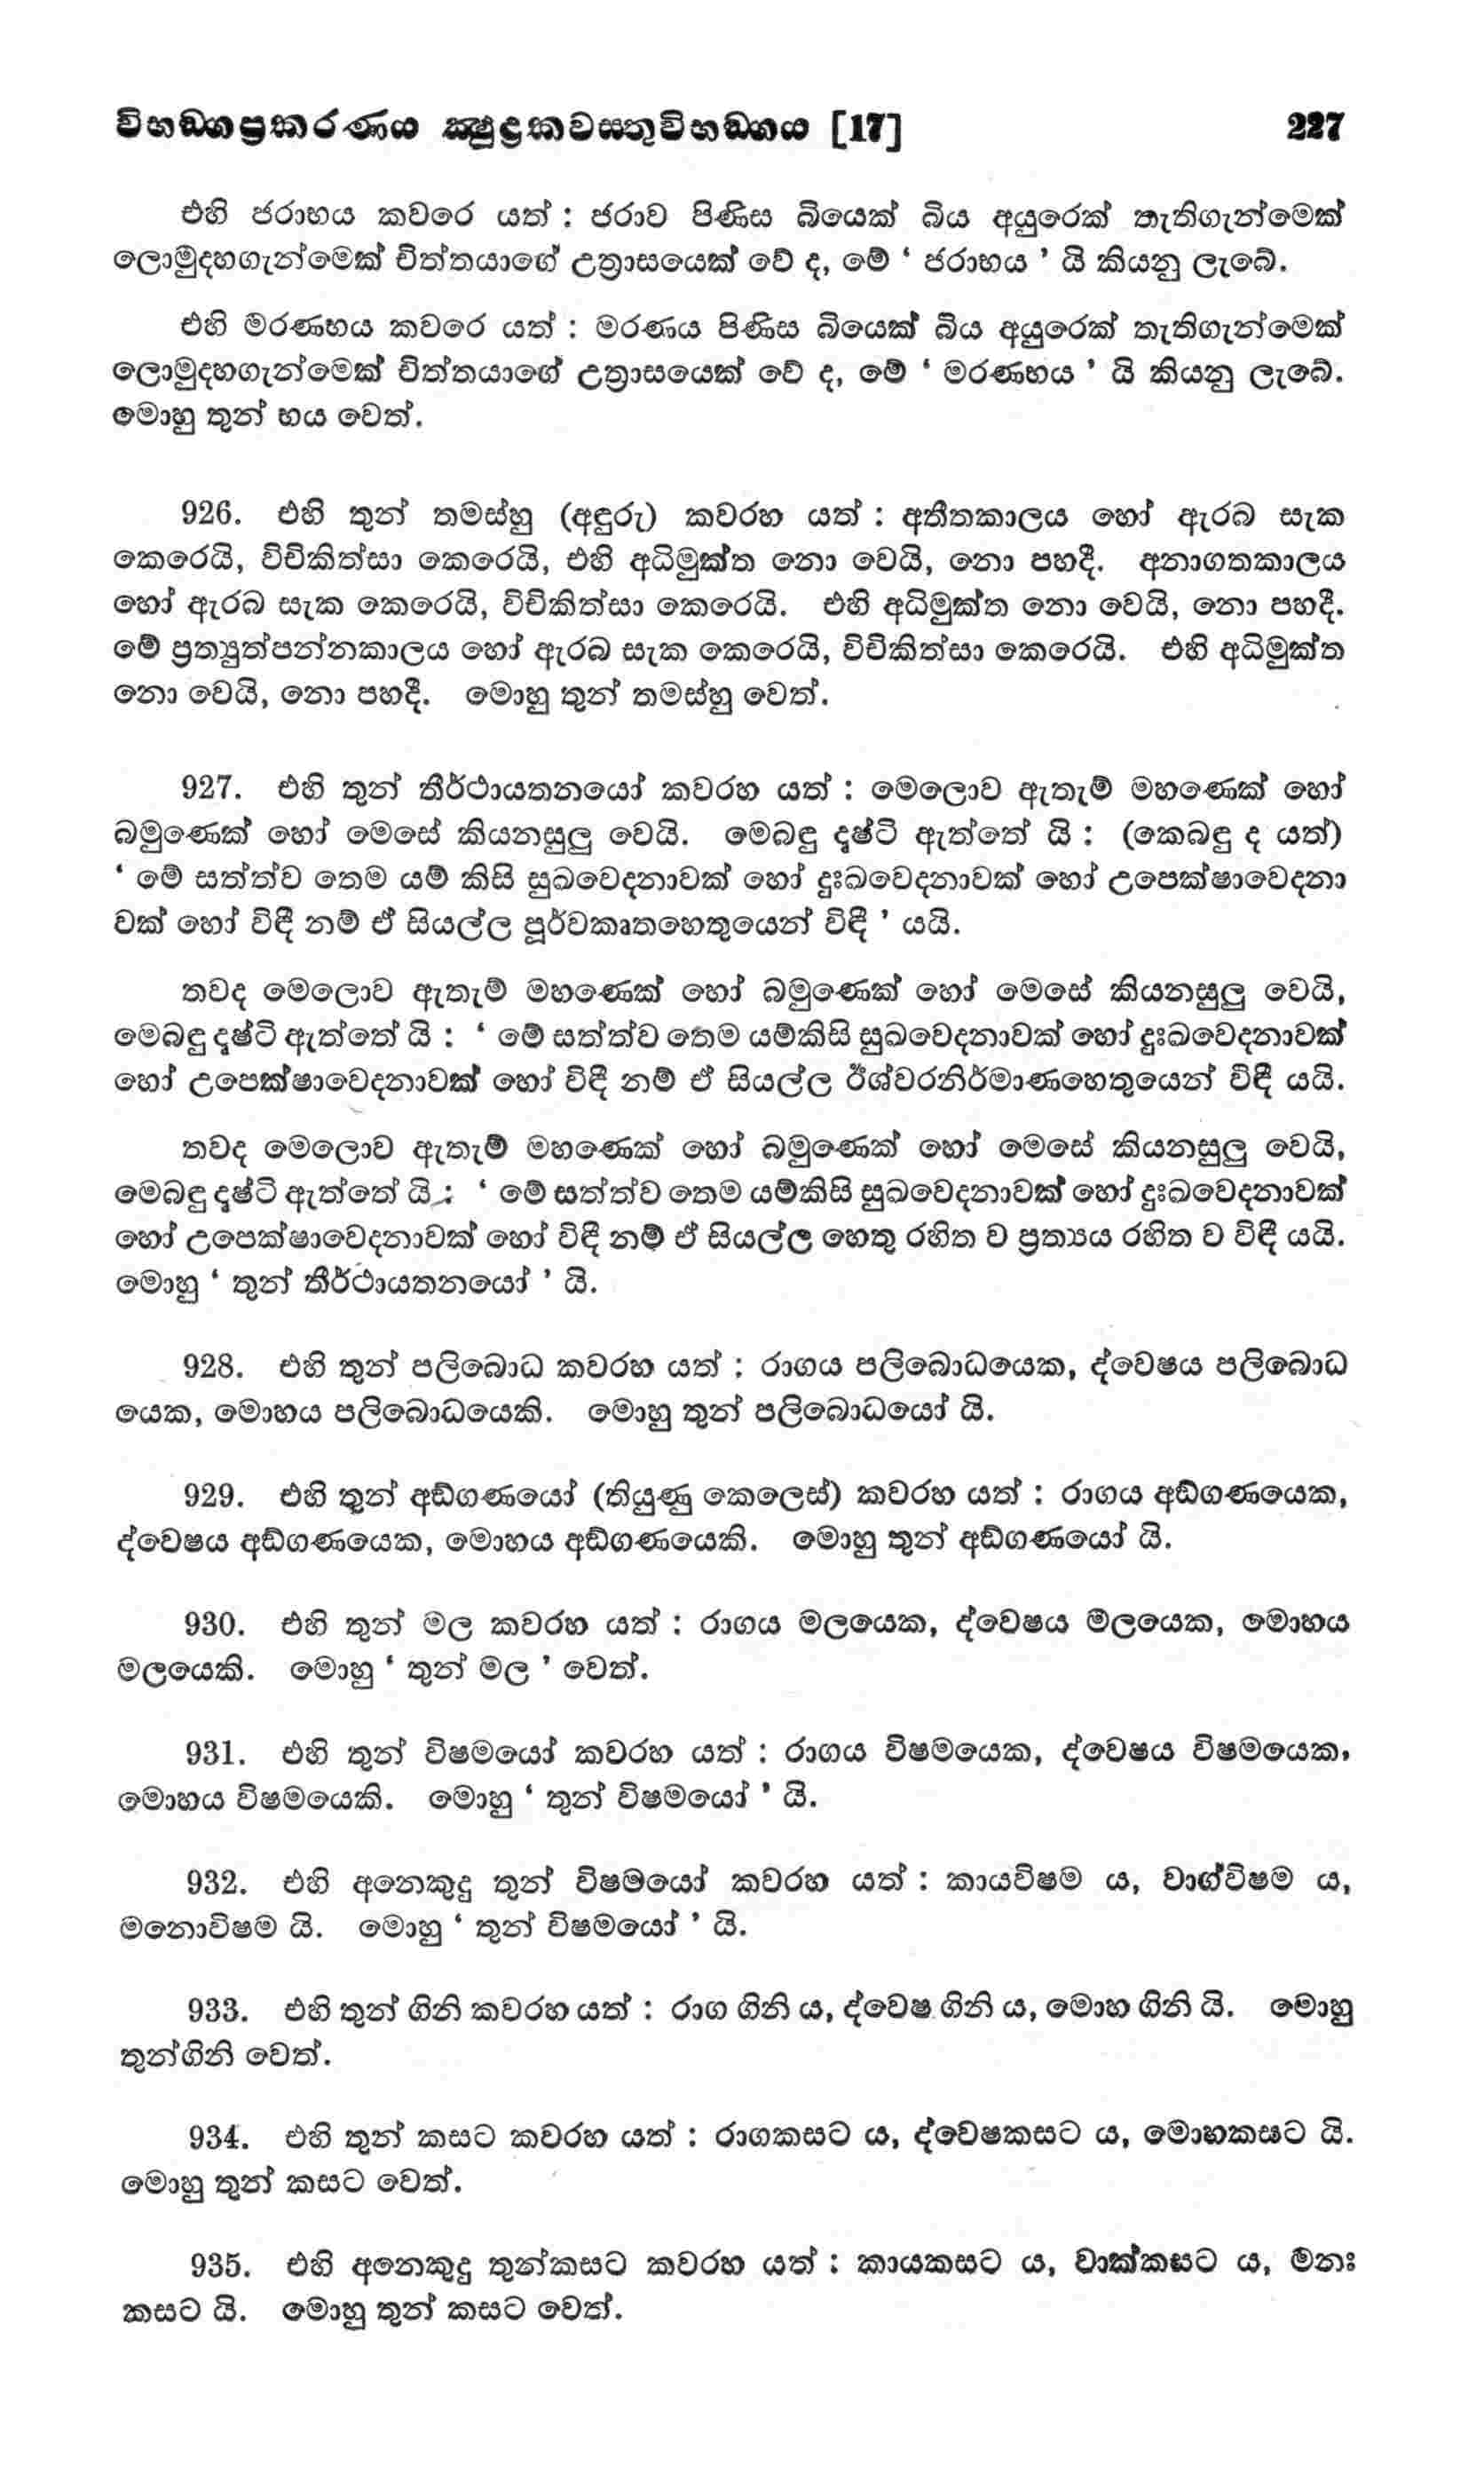 විභඞ්ගප්‍රකරණය ක්‍ෂුද්‍රකවස්තුවිභඞ්ගය [17] 227
එහි ජරාභය කවරෙ යත් : ජරාව පිණිස බියෙක් බිය අයුරෙක් තැතිගැන්මෙක්
ලොමුදහගැන්මෙක් චිත්තයාගේ උත්‍රාසයෙක් වේ ද, මේ ‘ ජරාභය ’ යි කියනු ලැබේ.
එහි මරණභය කවරෙ යත් : මරණය පිණිස බියෙක් බිය අයුරෙක් තැතිගැන්මෙක්
ලොමුදහගැන්මෙක් චිත්තයාගේ උත්‍රාසයෙක් වේ ද, මේ ‘ මරණභය ’ යි කියනු ලැබේ.
මොහු තුන් භය වෙත්.
926. එහි තුන් තමස්හු (අඳුරු) කවරහ යත් : අතීතකාලය හෝ ඇරබ සැක
කෙරෙයි, විචිකිත්සා කෙරෙයි, එහි අධිමුක්ත නො වෙයි, නො පහදී. අනාගතකාලය
හෝ ඇරබ සැක කෙරෙයි, විචිකිත්සා කෙරෙයි. එහි අධිමුක්ත නො වෙයි, නො පහදී.
මේ ප්‍රත්‍යුත්පන්නකාලය හෝ ඇරබ සැක කෙරෙයි, විචිකිත්සා කෙරෙයි. එහි අධිමුක්ත
නො වෙයි, නො පහදී. මොහු තුන් තමස්හු වෙත්.
927. එහි තුන් තීර්ථායතනයෝ කවරහ යත් : මෙලොව ඇතැම් මහණෙක් හෝ
බමුණෙක් හෝ මෙසේ කියනසුලු වෙයි. මෙබඳු දෘෂ්ටි ඇත්තේ යි : (කෙබඳු ද යත්)
‘ මේ සත්ත්ව තෙම යම් කිසි සුඛවෙදනාවක් හෝ දුඃඛවෙදනාවක් හෝ උපෙක්ෂාවෙදනා
වක් හෝ විඳී නම් ඒ සියල්ල පූර්වකෘතහෙතුයෙන් විඳී ’ යයි.
තවද මෙලොව ඇතැම් මහණෙක් හෝ බමුණෙක් හෝ මෙසේ කියනසුලු වෙයි,
මෙබඳු දෘෂ්ටි ඇත්තේ යි : ‘ මේ සත්ත්ව තෙම යම්කිසි සුඛවෙදනාවක් හෝ දුඃඛවෙදනාවක්
හෝ උපෙක්ෂාවෙදනාවක් හෝ විඳී නම් ඒ සියල්ල ඊශ්වරනිර්මාණහෙතුයෙන් විඳී යයි.
තවද මෙලොව ඇතැම් මහණෙක් හෝ බමුණෙක් හෝ මෙසේ කියනසුලු වෙයි,
මෙබඳු දෘෂ්ටි ඇත්තේ යි : ‘ මේ සත්ත්ව තෙම යම්කිසි සුඛවෙදනාවක් හෝ දුඃඛවෙදනාවක්
හෝ උපෙක්ෂාවෙදනාවක් හෝ විඳී නම් ඒ සියල්ල හෙතු රහිත ව ප්‍රත්‍යය රහිත ව විඳී යයි.
මොහු ‘ තුන් තීර්ථායතනයෝ ’ යි.
928. එහි තුන් පලිබොධ කවරහ යත් : රාගය පලිබොධයෙක, ද්වෙෂය පලිබොධ
යෙක, මොහය පලිබොධයෙකි. මොහු තුන් පලිබොධයෝ යි.
929. එහි තුන් අඞ්ගණයෝ (තියුණු කෙලෙස්) කවරහ යත් : රාගය අඞ්ගණයෙක,
ද්වෙෂය අඞ්ගණයෙක, මොහය අඞ්ගණයෙකි. මොහු තුන් අඞ්ගණයෝ යි.
930. එහි තුන් මල කවරහ යත් : රාගය මලයෙක, ද්වෙෂය මලයෙක, මොහය
මලයෙකි. මොහු ‘ තුන් මල ’ වෙත්.
931. එහි තුන් විෂමයෝ කවරහ යත් : රාගය විෂමයෙක, ද්වෙෂය විෂමයෙක,
මොහය විෂමයෙකි. මොහු ‘ තුන් විෂමයෝ ’ යි.
932. එහි අනෙකුදු තුන් විෂමයෝ කවරහ යත් : කායවිෂම ය, වාග්විෂම ය,
මනොවිෂම යි. මොහු ‘ තුන් විෂමයෝ ’ යි.
933. එහි තුන් ගිනි කවරහ යත් : රාග ගිනි ය, ද්වෙෂ ගිනි ය, මොහ ගිනි යි. මොහු
තුන්ගිනි වෙත්.
934. එහි තුන් කසට කවරහ යත් : රාගකසට ය, ද්වෙෂකසට ය, මොහකසට යි.
මොහු තුන් කසට වෙත්.
935. එහි අනෙකුදු තුන්කසට කවරහ යත් : කායකසට ය, වාක්කසට ය, මනඃ
කසට යි. මොහු තුන් කසට වෙත්.